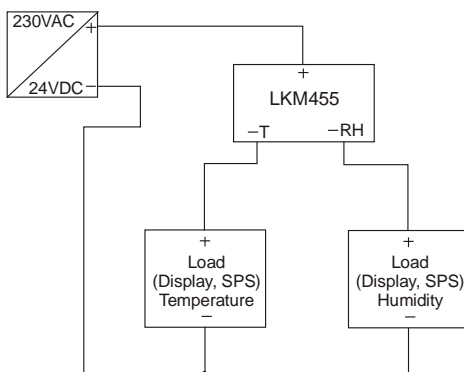 230VAC
+
24VDC −
+
LKM455
−T −RH
+
Load
(Display, SPS)
Temperature
−
+
Load
(Display, SPS)
Humidity
−